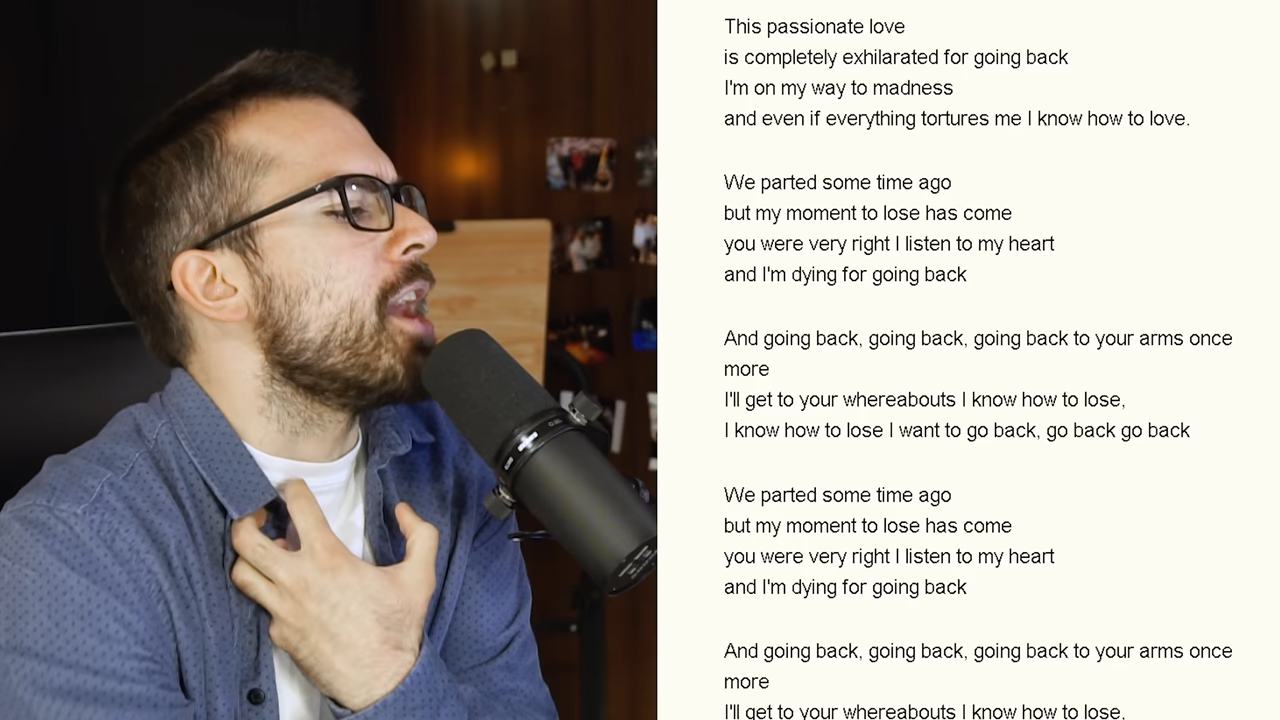 This passionate love
is completely exhilarated for going back
I'm on my way to madness
and even if everything tortures me I know how to love.
We parted some time ago
but my moment to lose has come
you were very right I listen to my heart
and I'm dying for going back
And going back, going back, going back to your arms once
more
I'll get to your whereabouts I know how to lose,
I know how to lose I want to go back, go back go back
We parted some time ago
but my moment to lose has come
you were very right I listen to my heart
and I'm dying for going back
And going back, going back, going back to your arms once
more
I'll get to your whereabouts I know how to lose,